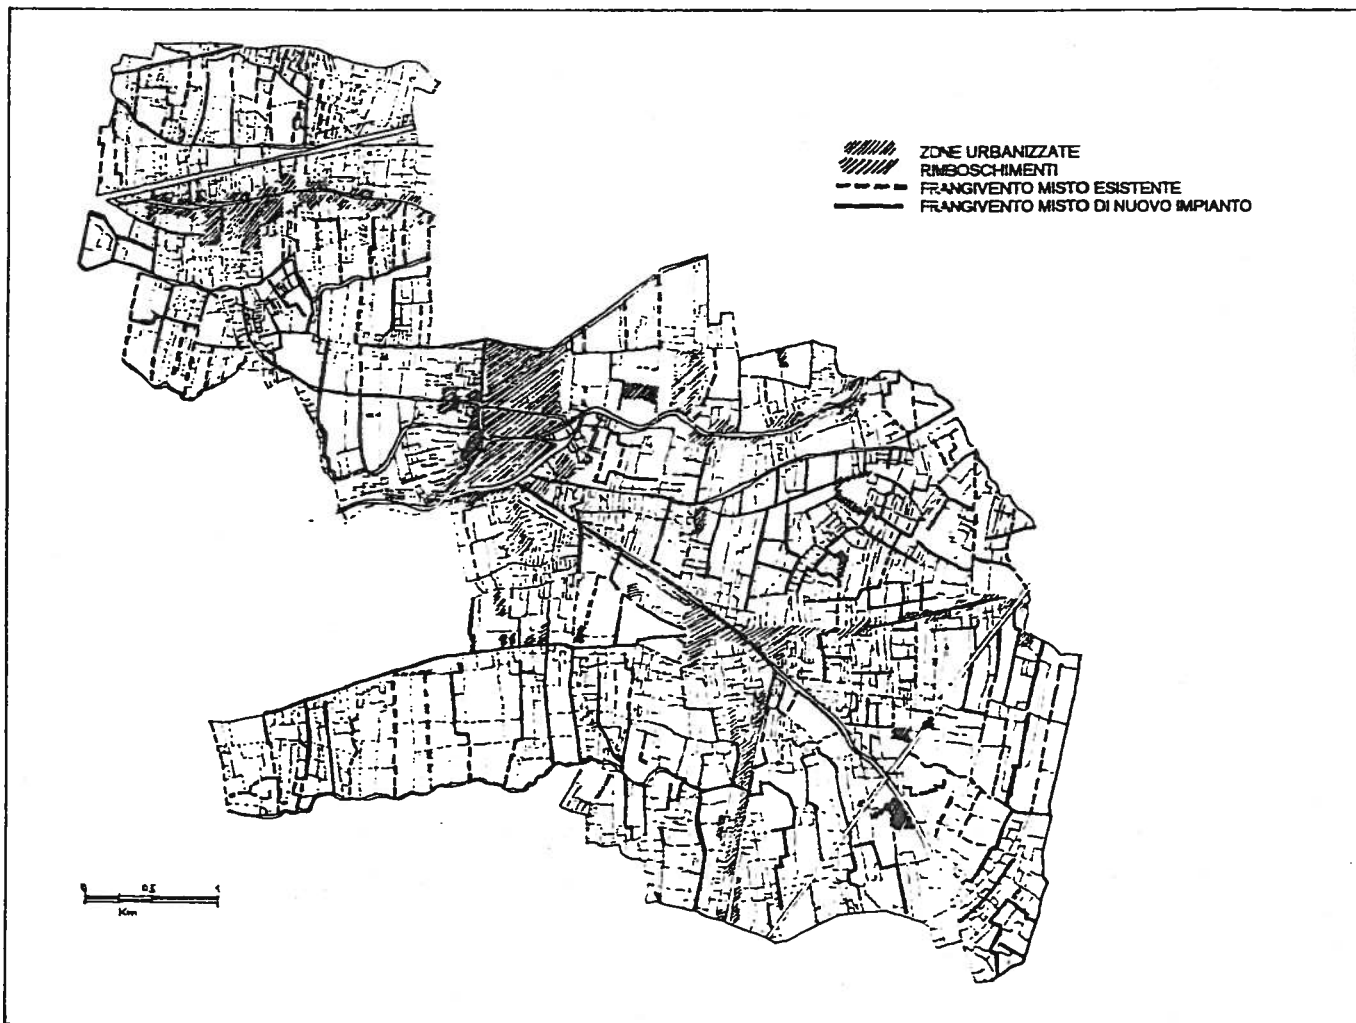 ZONE URBANIZZATE
RIMBOSCHIMENTI
FRANGIVENTO MISTO ESISTENTE
FRANGIVENTO MISTO DI NUOVO IMPIANTO
0 0.5 1
Km